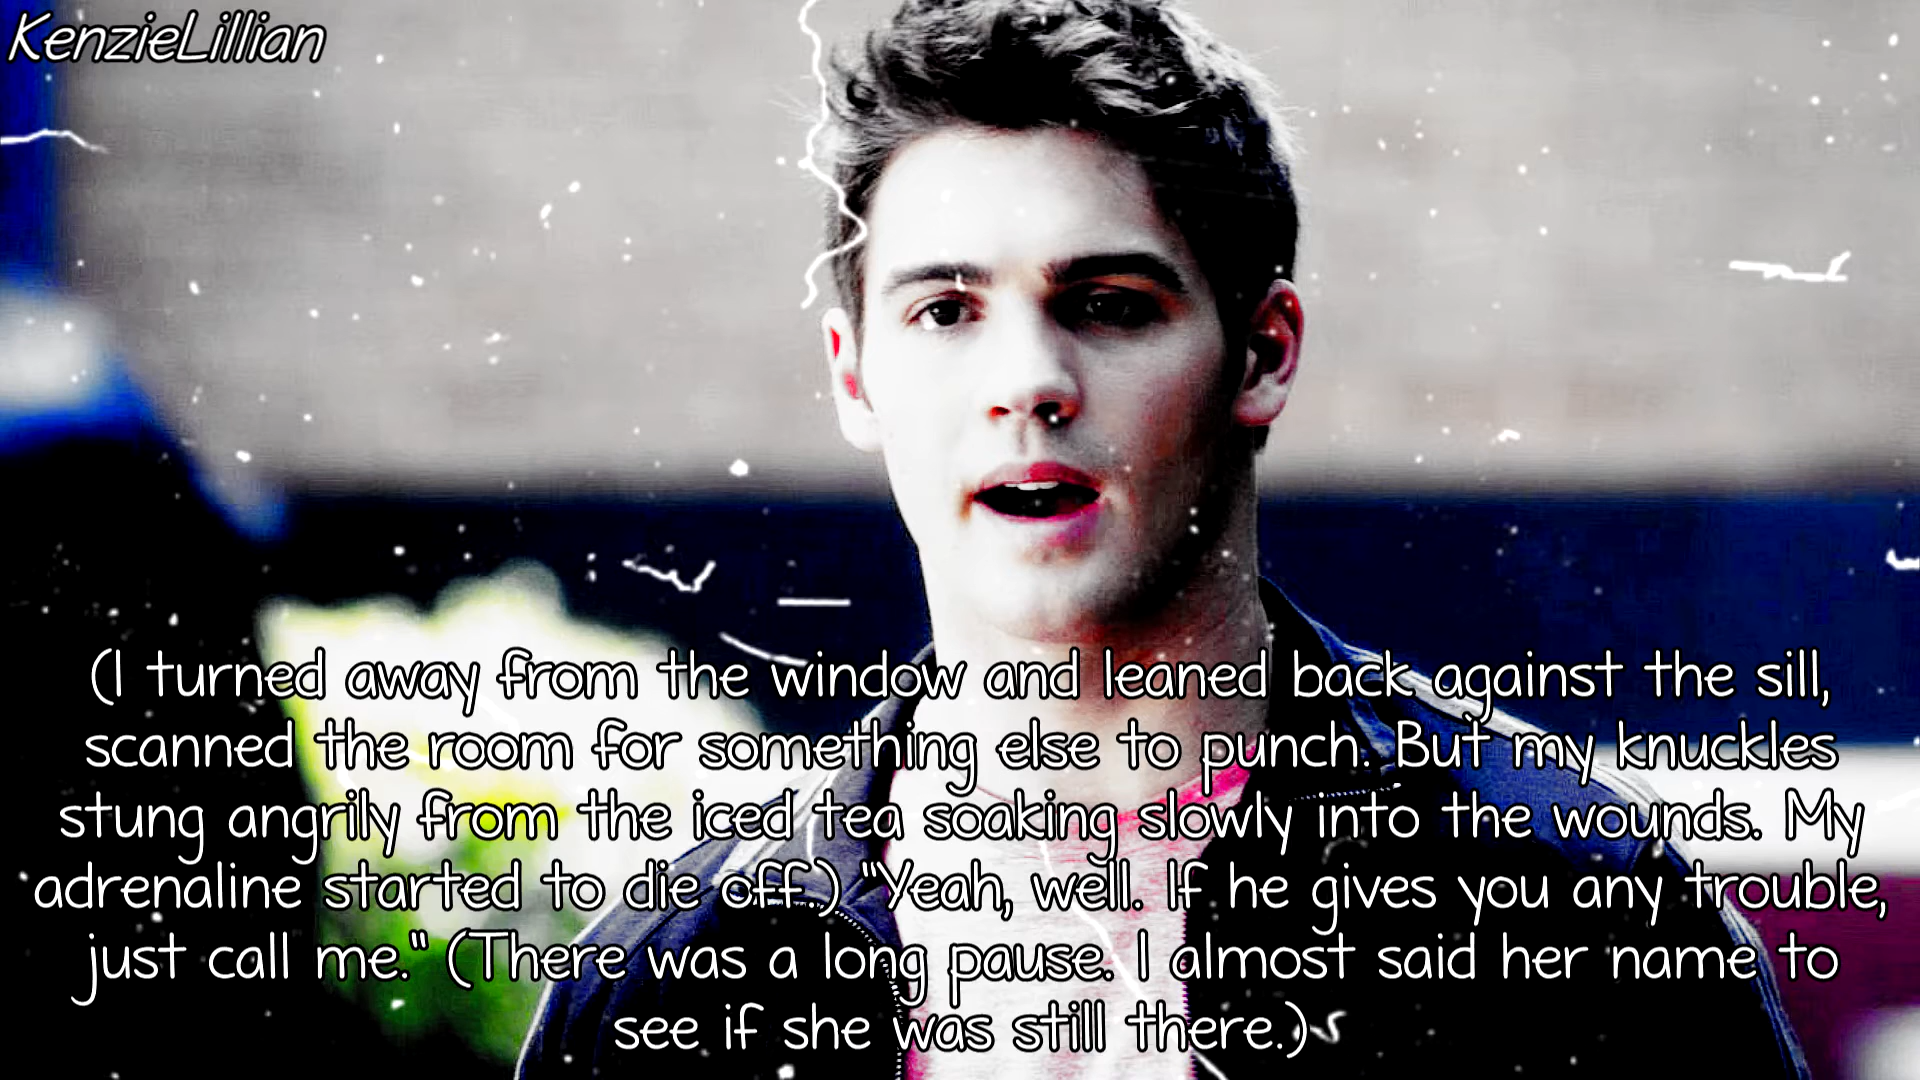 KenzieLillian
(I turned away from the window and leaned back against the sill,
scanned the room for something else to punch. But my knuckles
stung angrily from the iced tea soaking slowly into the wounds. My
adrenaline started to die off.) "Yeah, well. If he gives you any trouble,
just call me." (There was a long pause. I almost said her name to
see if she was still there.)